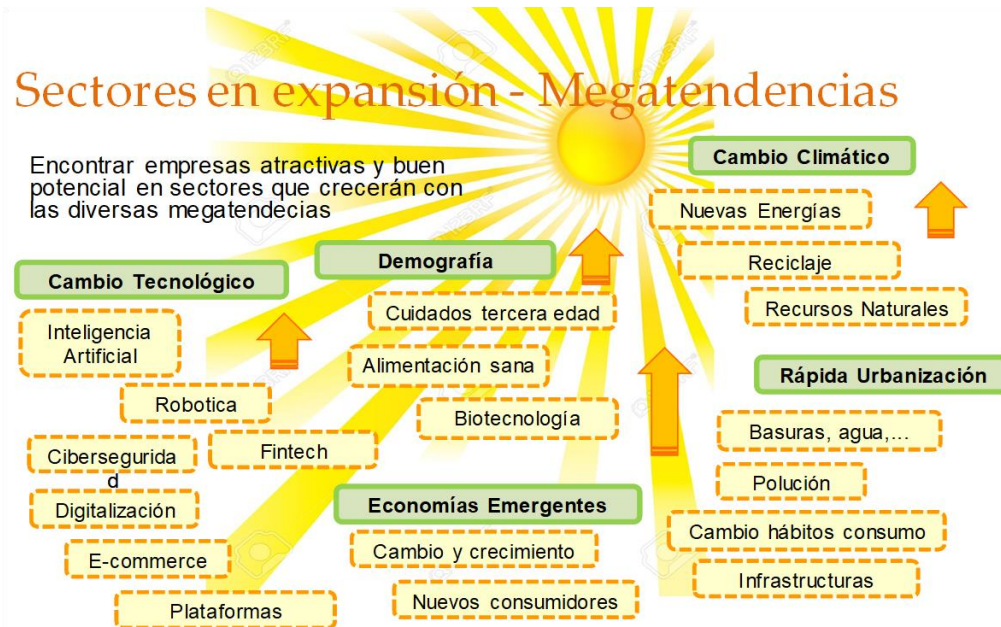 Sectores en expansión - Megatendencias
Encontrar empresas atractivas y buen
potencial en sectores que crecerán con
las diversas megatendecias
Cambio Climático
Nuevas Energías
Reciclaje
Recursos Naturales
Demografía
Cuidados tercera edad
Alimentación sana
Biotecnología
Cambio Tecnológico
Inteligencia
Artificial
Robotica
Fintech
Cibersegurida
d
Digitalización
E-commerce
Plataformas
Economías Emergentes
Cambio y crecimiento
Nuevos consumidores
Rápida Urbanización
Basuras, agua,...
Polución
Cambio hábitos consumo
Infrastructuras